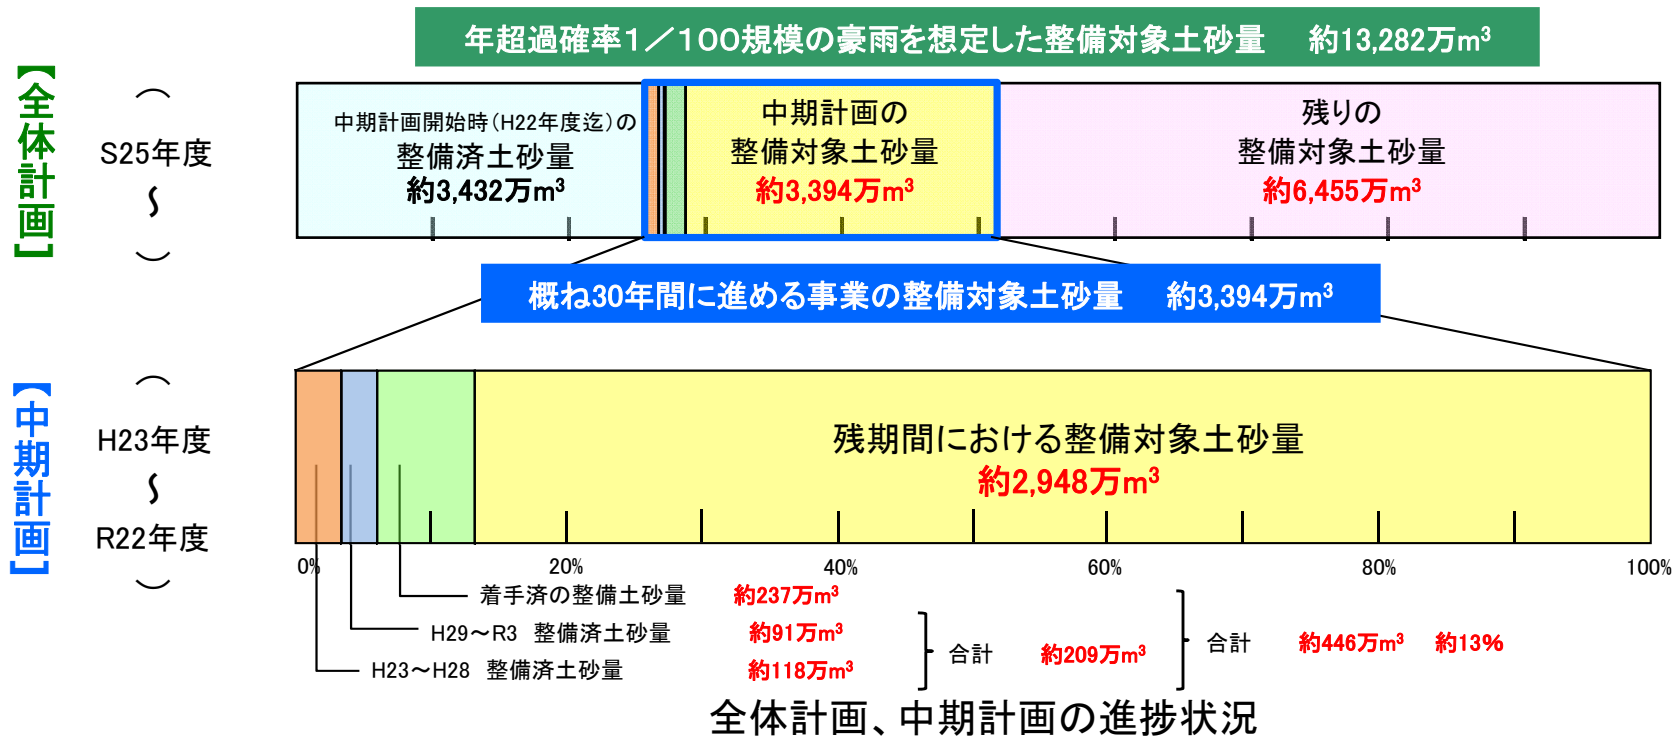 年超過確率１／１００規模の豪雨を想定した整備対象土砂量　約13,282万m³
【全体計画】
（S25年度～）
中期計画開始時（H22年度迄）の
整備済土砂量
約3,432万m³
中期計画の
整備対象土砂量
約3,394万m³
残りの
整備対象土砂量
約6,455万m³
概ね30年間に進める事業の整備対象土砂量　約3,394万m³
【中期計画】
（H23年度～R22年度）
残期間における整備対象土砂量
約2,948万m³
0% 20% 40% 60% 80% 100%
着手済の整備土砂量　約237万m³
H29～R3　整備済土砂量　約91万m³
H23～H28　整備済土砂量　約118万m³
合計　約209万m³
合計　約446万m³　約13%
全体計画、中期計画の進捗状況